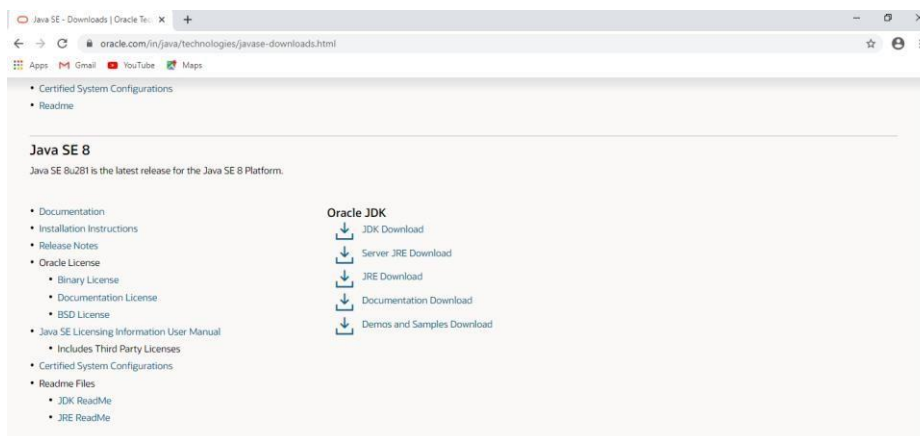 Java SE - Downloads | Oracle Tec
oracle.com/in/java/technologies/javase-downloads.html
Apps Gmail YouTube Maps
• Certified System Configurations
• Readme
Java SE 8
Java SE 8u281 is the latest release for the Java SE 8 Platform.
• Documentation
• Installation Instructions
• Release Notes
• Oracle License
• Binary License
• Documentation License
• BSD License
• Java SE Licensing Information User Manual
• Includes Third Party Licenses
• Certified System Configurations
• Readme Files
• JDK ReadMe
• JRE ReadMe
Oracle JDK
JDK Download
Server JRE Download
JRE Download
Documentation Download
Demos and Samples Download